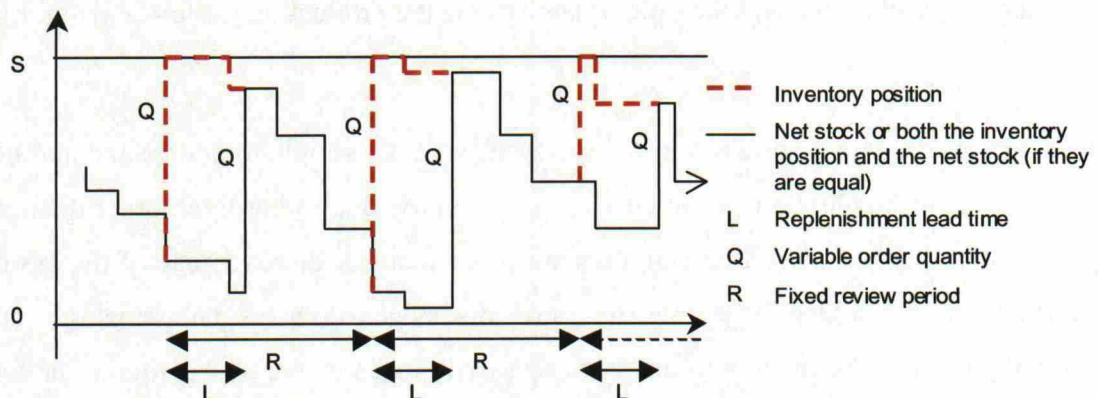 S
Q
Q
Q
Q
Q
Q
0
R
R
L
L
L
Inventory position
Net stock or both the inventory
position and the net stock (if they
are equal)
L Replenishment lead time
Q Variable order quantity
R Fixed review period